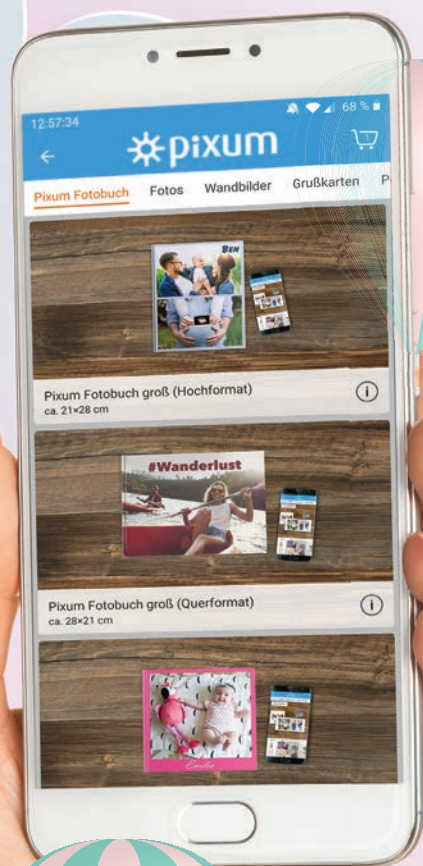 12:57:34
68 %
pixum
1
Pixum Fotobuch Fotos Wandbilder Grußkarten P
BEN
Pixum Fotobuch groß (Hochformat)
ca. 21×28 cm
#Wanderlust
Pixum Fotobuch groß (Querformat)
ca. 28×21 cm
Emilia